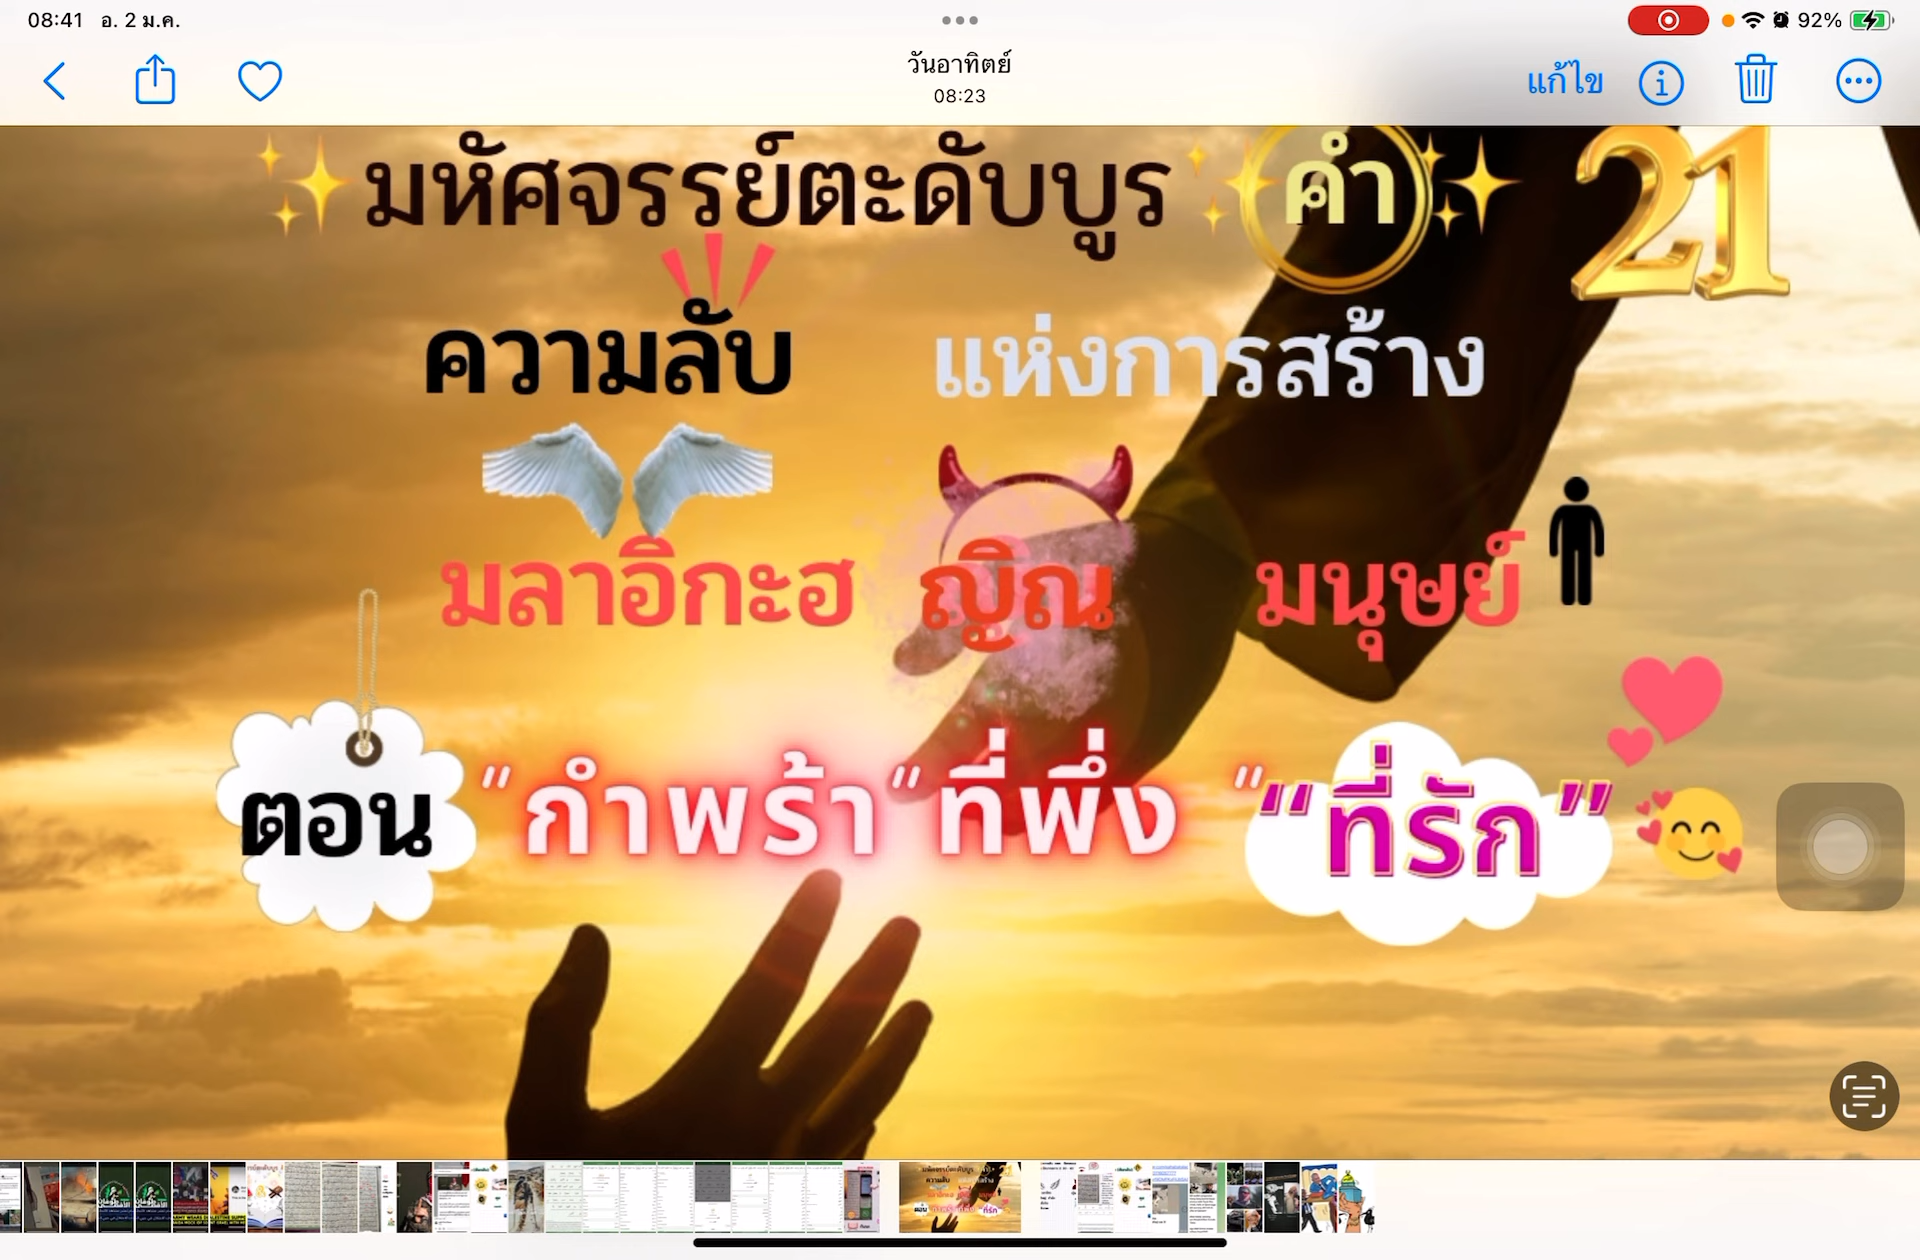 08:41 อ. 2 ม.ค.
92%
วันอาทิตย์
08:23
แก้ไข
มหัศจรรย์ตะดับบูร คำ 21
ความลับ แห่งการสร้าง
มลาอิกะฮ ญิณ มนุษย์
ตอน "กำพร้า" ที่พึ่ง "“ที่รัก”